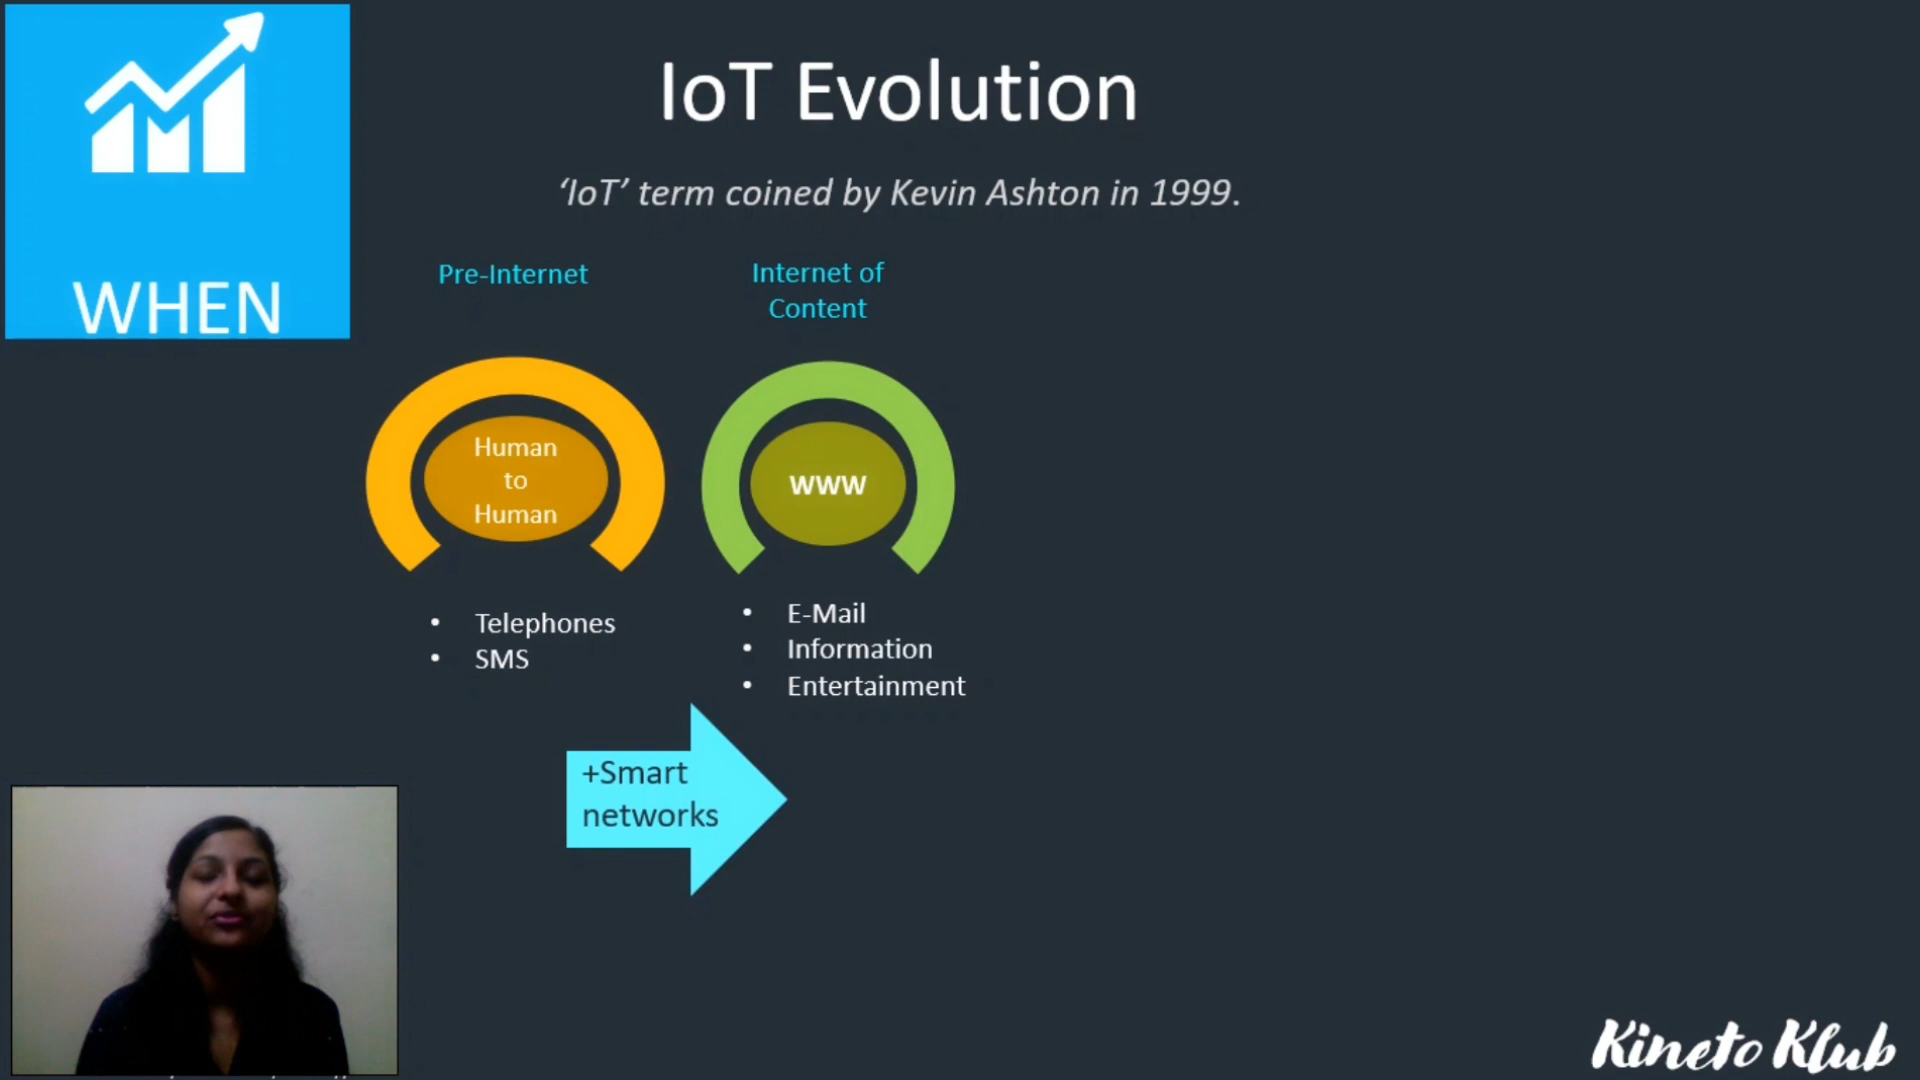 WHEN
IoT Evolution
‘IoT’ term coined by Kevin Ashton in 1999.
Pre-Internet
Internet of
Content
Human
to
Human
www
• Telephones
• SMS
• E-Mail
• Information
• Entertainment
+Smart
networks
Kineto Klub